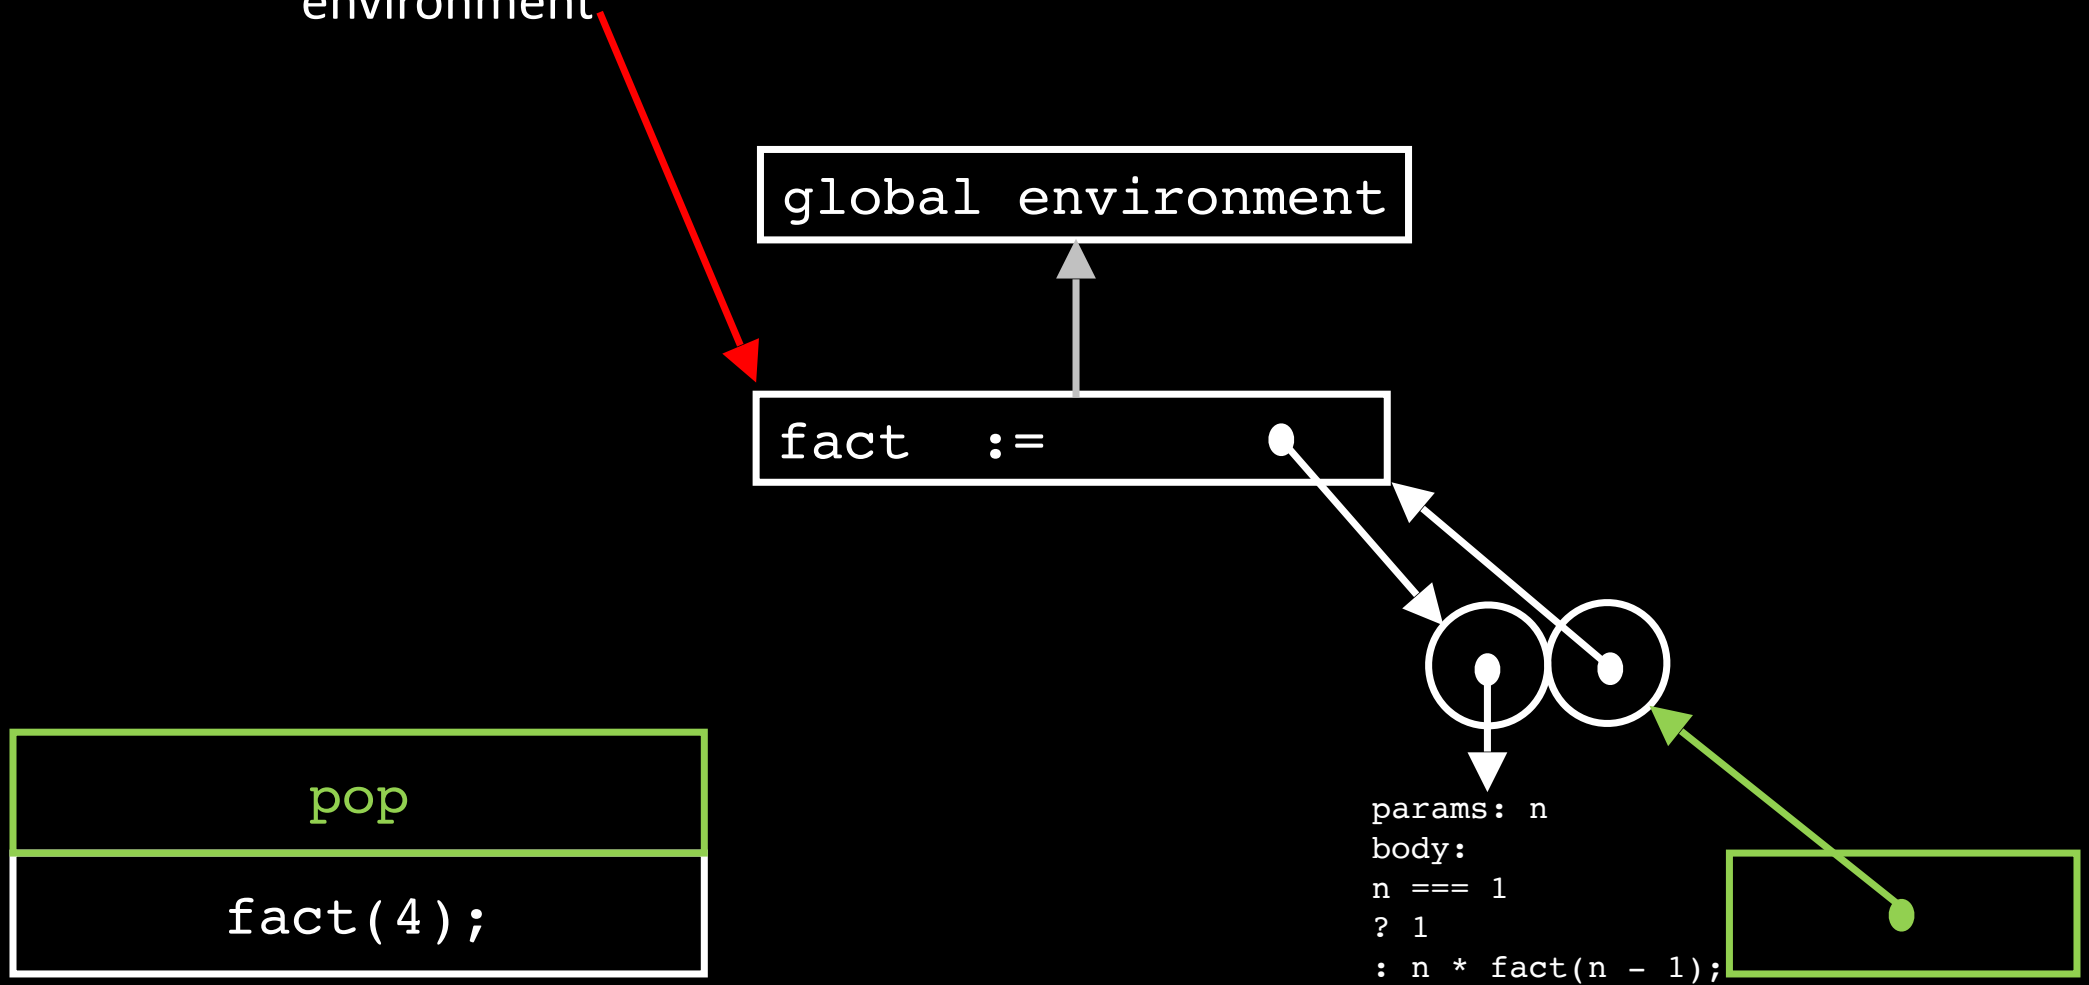 environment
global environment
fact := 
pop
fact(4);
params: n
body:
n === 1
? 1
: n * fact(n - 1);